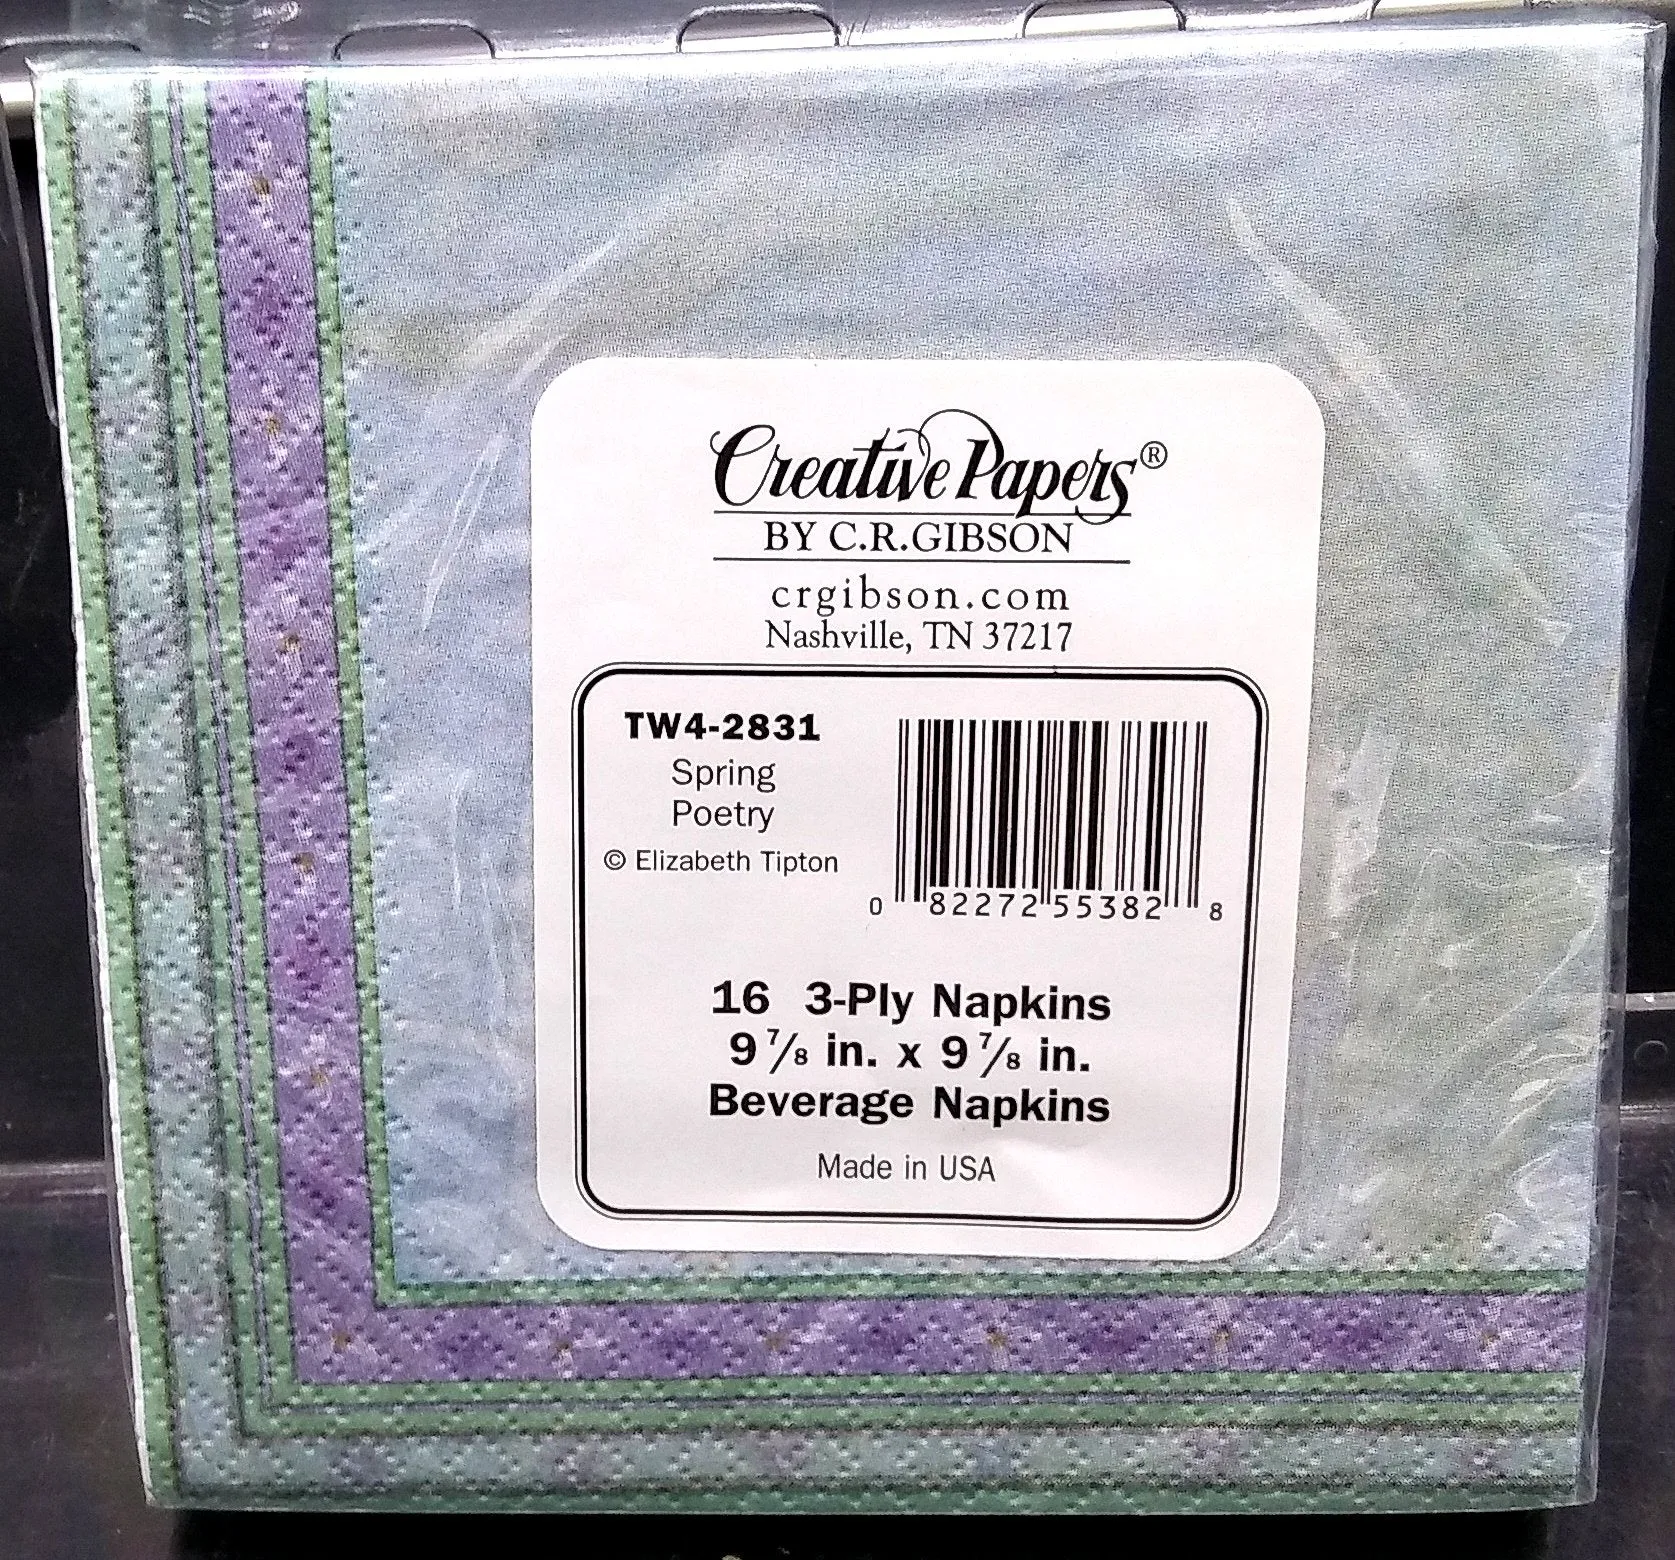 Creative Papers®
BY C.R.GIBSON
crgibson.com
Nashville, TN 37217
TW4-2831
Spring
Poetry
© Elizabeth Tipton
0 82272 55382 8
16 3-Ply Napkins
9 7/8 in. x 9 7/8 in.
Beverage Napkins
Made in USA